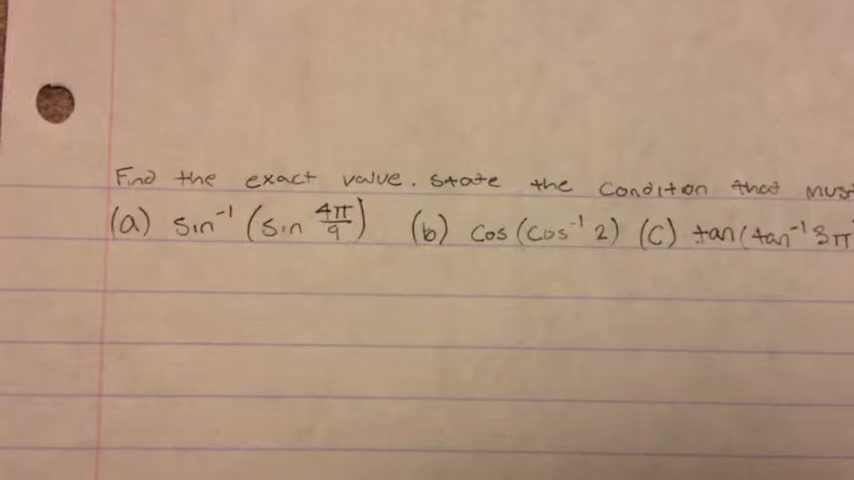 Find the exact value. State the condition that must
(a) sin⁻¹ (sin 4π/9) (b) cos(cos⁻¹ 2) (c) tan(tan⁻¹ 3π